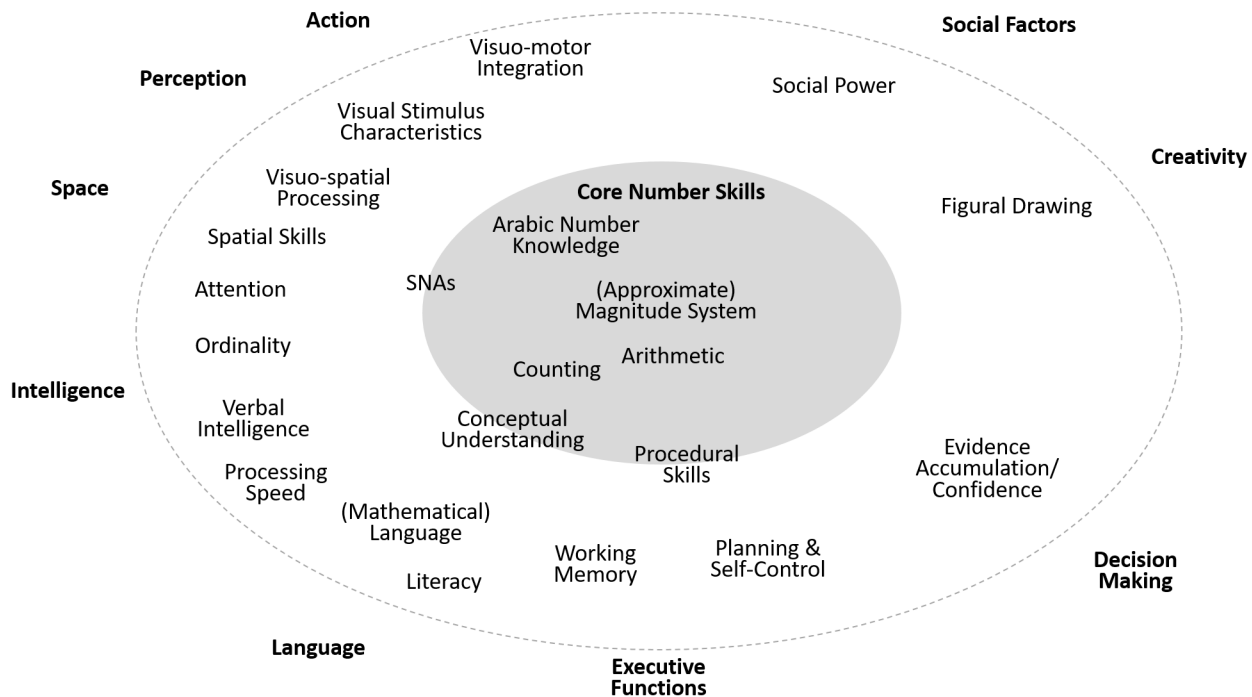 Action
Social Factors
Visuo-motor
Integration
Perception
Social Power
Visual Stimulus
Characteristics
Creativity
Space
Visuo-spatial
Processing
Core Number Skills
Figural Drawing
Arabic Number
Knowledge
Spatial Skills
SNAs
Attention
(Approximate)
Magnitude System
Ordinality
Arithmetic
Counting
Intelligence
Verbal
Intelligence
Conceptual
Understanding
Procedural
Skills
Evidence
Accumulation/
Confidence
Processing
Speed
(Mathematical)
Language
Working
Memory
Planning &
Self-Control
Literacy
Decision
Making
Language
Executive
Functions